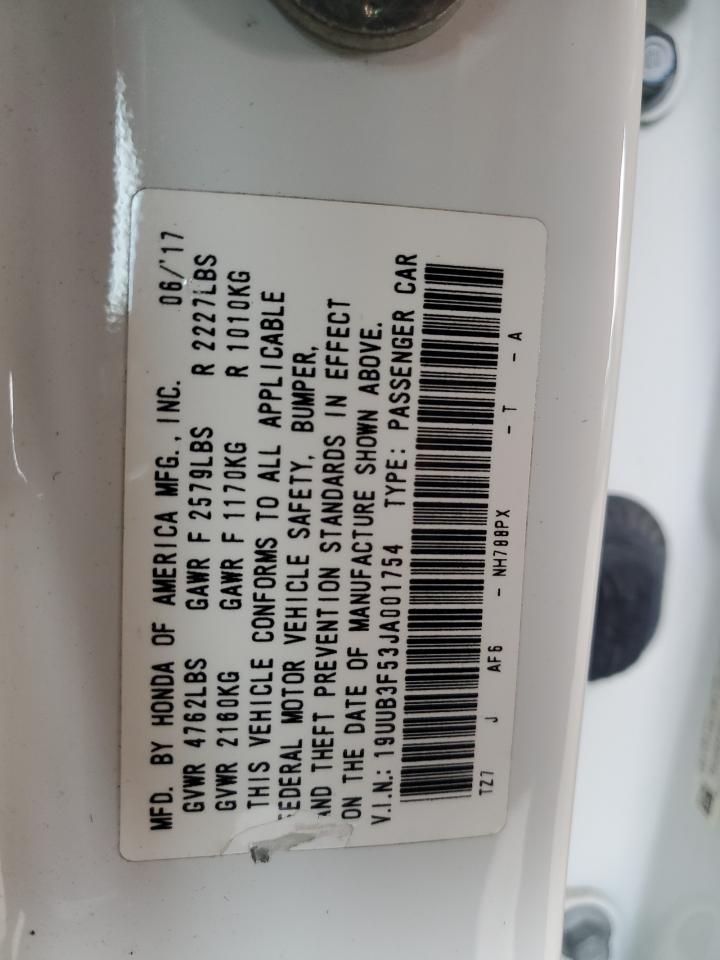 MFD. BY HONDA OF AMERICA MFG., INC. 06/'17
GVWR 4762LBS GAWR F 2579LBS R 2227LBS
GVWR 2160KG GAWR F 1170KG R 1010KG
THIS VEHICLE CONFORMS TO ALL APPLICABLE
FEDERAL MOTOR VEHICLE SAFETY, BUMPER,
AND THEFT PREVENTION STANDARDS IN EFFECT
ON THE DATE OF MANUFACTURE SHOWN ABOVE.
V.I.N.: 19UUB3F53JA001754 TYPE: PASSENGER CAR
TZ7 J AF6 - NH788PX - T - A